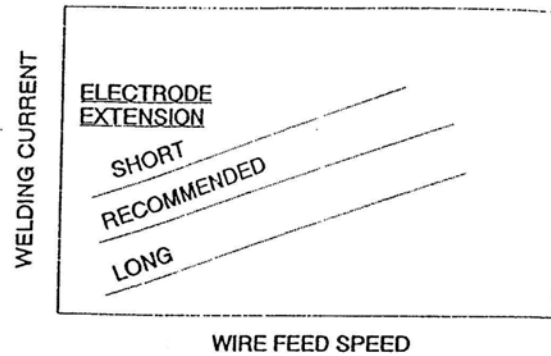 WELDING CURRENT
ELECTRODE
EXTENSION
SHORT
RECOMMENDED
LONG
WIRE FEED SPEED